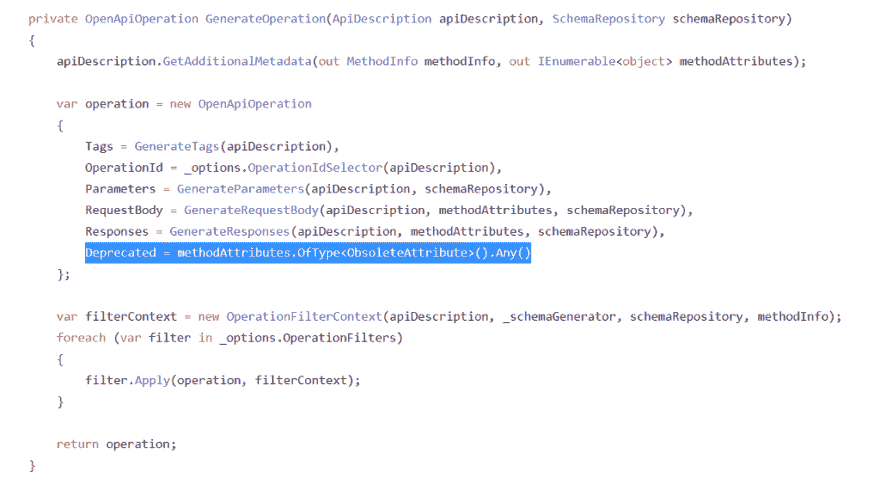 private OpenApiOperation GenerateOperation(ApiDescription apiDescription, SchemaRepository schemaRepository)
{
apiDescription.GetAdditionalMetadata(out MethodInfo methodInfo, out IEnumerable<object> methodAttributes);
var operation = new OpenApiOperation
{
Tags = GenerateTags(apiDescription),
OperationId = _options.OperationIdSelector(apiDescription),
Parameters = GenerateParameters(apiDescription, schemaRepository),
RequestBody = GenerateRequestBody(apiDescription, methodAttributes, schemaRepository),
Responses = GenerateResponses(apiDescription, methodAttributes, schemaRepository),
Deprecated = methodAttributes.OfType<ObsoleteAttribute>().Any()
};
var filterContext = new OperationFilterContext(apiDescription, _schemaGenerator, schemaRepository, methodInfo);
foreach (var filter in _options.OperationFilters)
{
filter.Apply(operation, filterContext);
}
return operation;
}